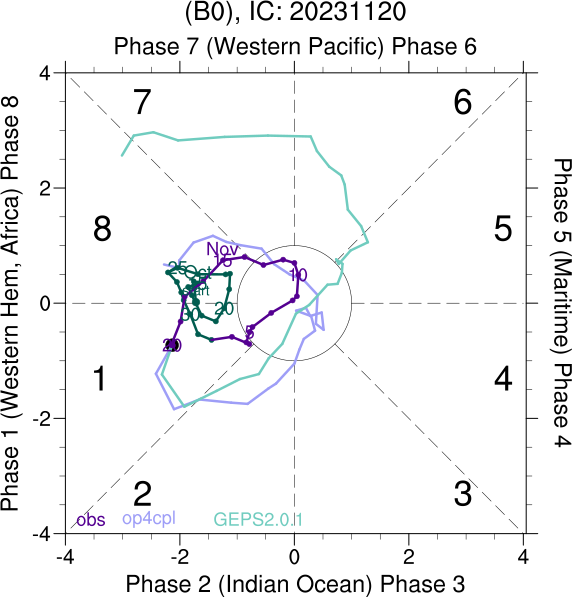 (B0), IC: 20231120
Phase 7 (Western Pacific) Phase 6
4
2
0
-2
-4
-4 -2 0 2 4
Phase 1 (Western Hem, Africa) Phase 8
Phase 5 (Maritime) Phase 4
7 6
8 5
1 4
2 3
Nov
15
25
Oct
10
20
30
5
20
obs op4cpl GEPS2.0.1
Phase 2 (Indian Ocean) Phase 3